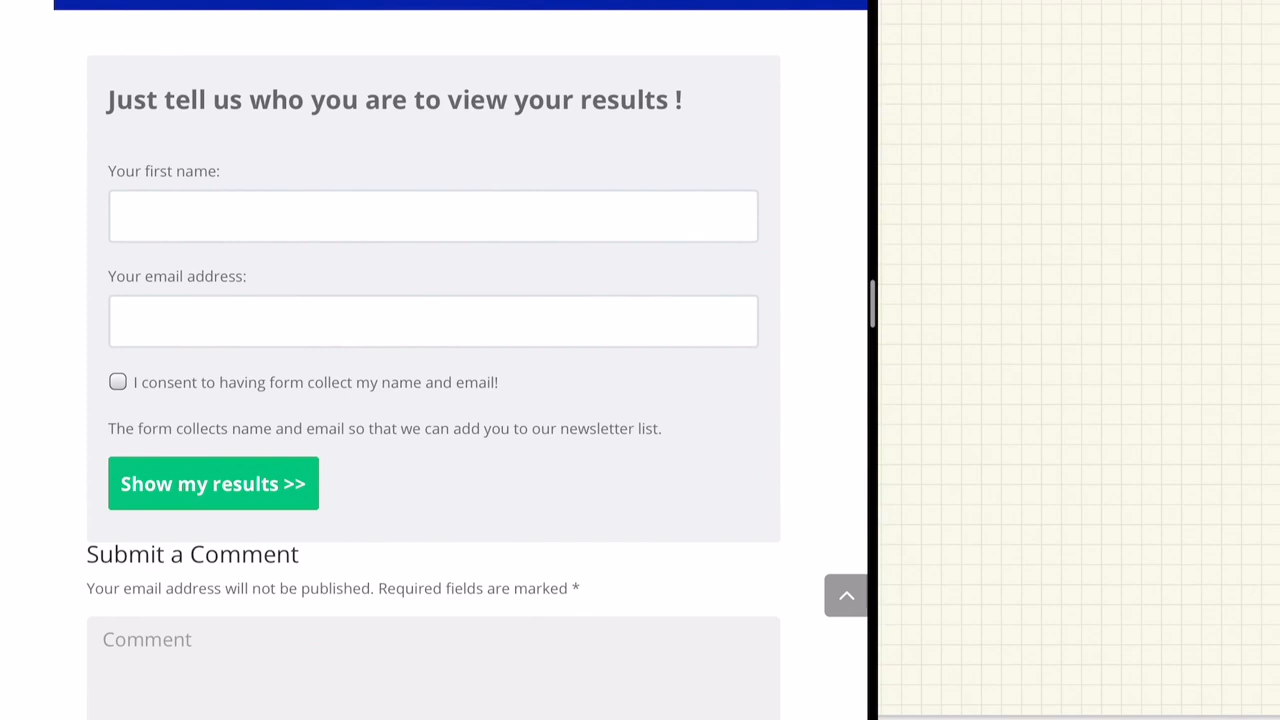 Just tell us who you are to view your results !
Your first name:
Your email address:
I consent to having form collect my name and email!
The form collects name and email so that we can add you to our newsletter list.
Show my results >>
Submit a Comment
Your email address will not be published. Required fields are marked *
Comment